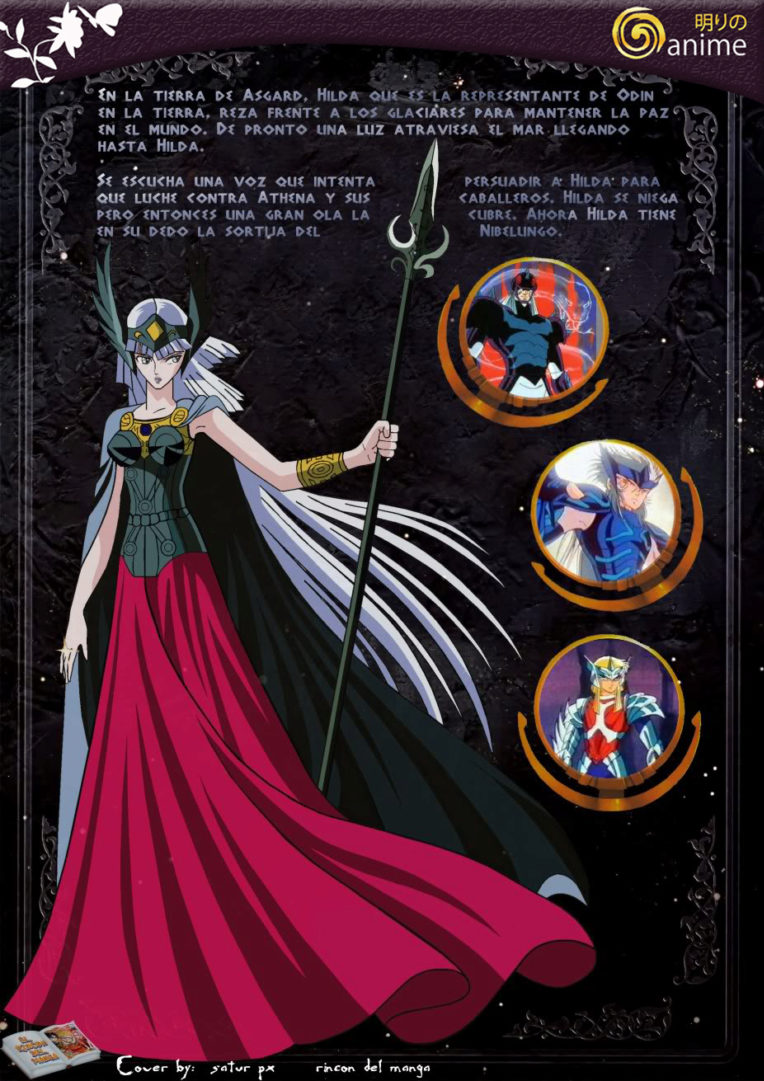 明りの
anime
En la tierra de Asgard, Hilda que es la representante de Odin
en la tierra, reza frente a los glaciares para mantener la paz
en el mundo. De pronto una luz atraviesa el mar llegando
hasta Hilda.
Se escucha una voz que intenta persuadir a Hilda para
que luche contra Athena y sus caballeros. Hilda se niega
pero entonces una gran ola la cubre. Ahora Hilda tiene
en su dedo la sortija del Nibelungo.
EL RINCON DEL MANGA
Cover by: satur px rincon del manga